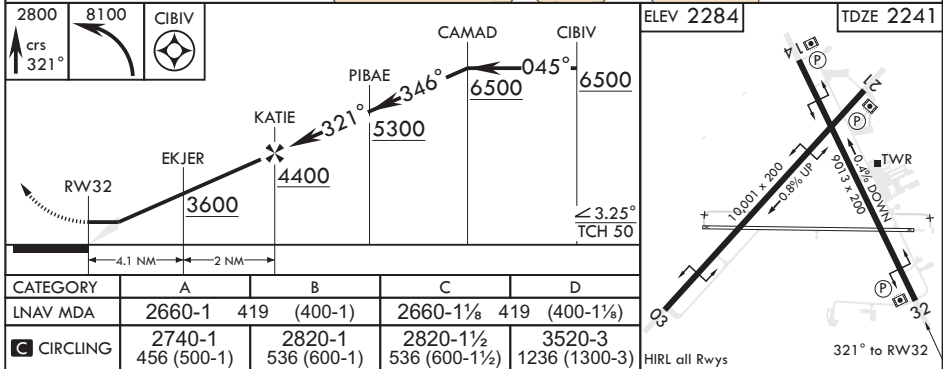 2800
crs
321°
8100
CIBIV
CAMAD
CIBIV
045°
6500
6500
PIBAE
346°
5300
KATIE
321°
4400
EKJER
3600
RW32
3.25°
TCH 50
4.1 NM
2 NM
CATEGORY A B C D
LNAV MDA 2660-1 419 (400-1) 2660-1⅛ 419 (400-1⅛)
C CIRCLING 2740-1 456 (500-1) 2820-1 536 (600-1) 2820-1½ 536 (600-1½) 3520-3 1236 (1300-3)
ELEV 2284
TDZE 2241
14
P
21
P
TWR
10,001 x 200
0.8% UP
0.4% DOWN
9013 x 200
P
03
32
HIRL all Rwys
321° to RW32